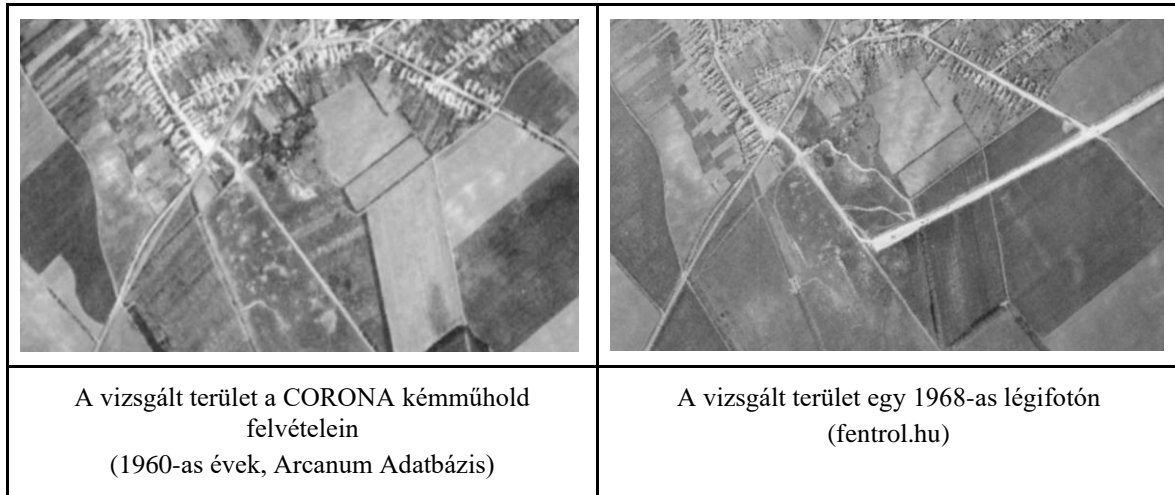 A vizsgált terület a CORONA kémműhold
felvételein
(1960-as évek, Arcanum Adatbázis)
A vizsgált terület egy 1968-as légifotón
(fentrol.hu)